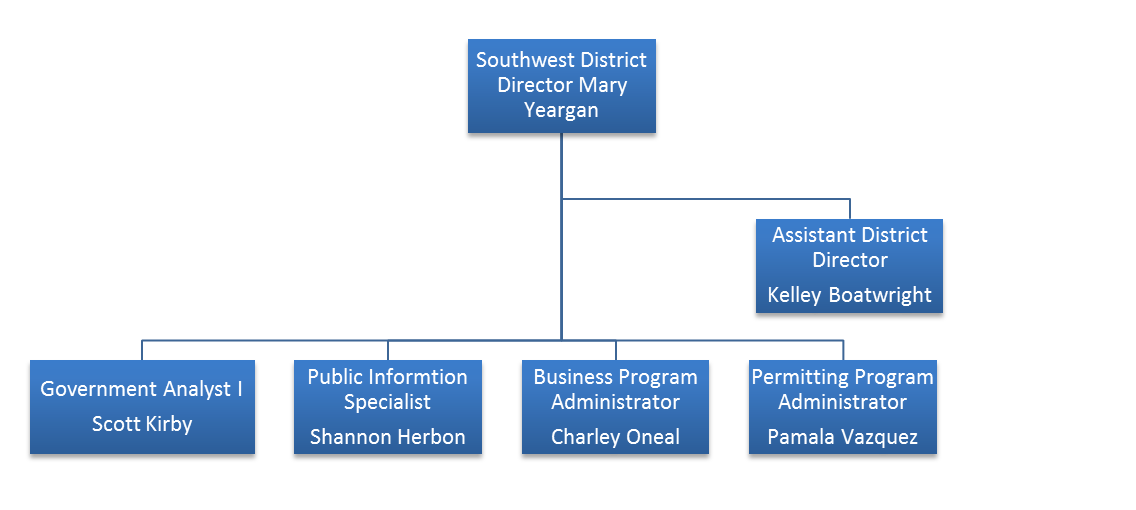 Southwest District
Director Mary
Yeargan
Assistant District
Director
Kelley Boatwright
Government Analyst I
Scott Kirby
Public Informtion
Specialist
Shannon Herbon
Business Program
Administrator
Charley Oneal
Permitting Program
Administrator
Pamala Vazquez